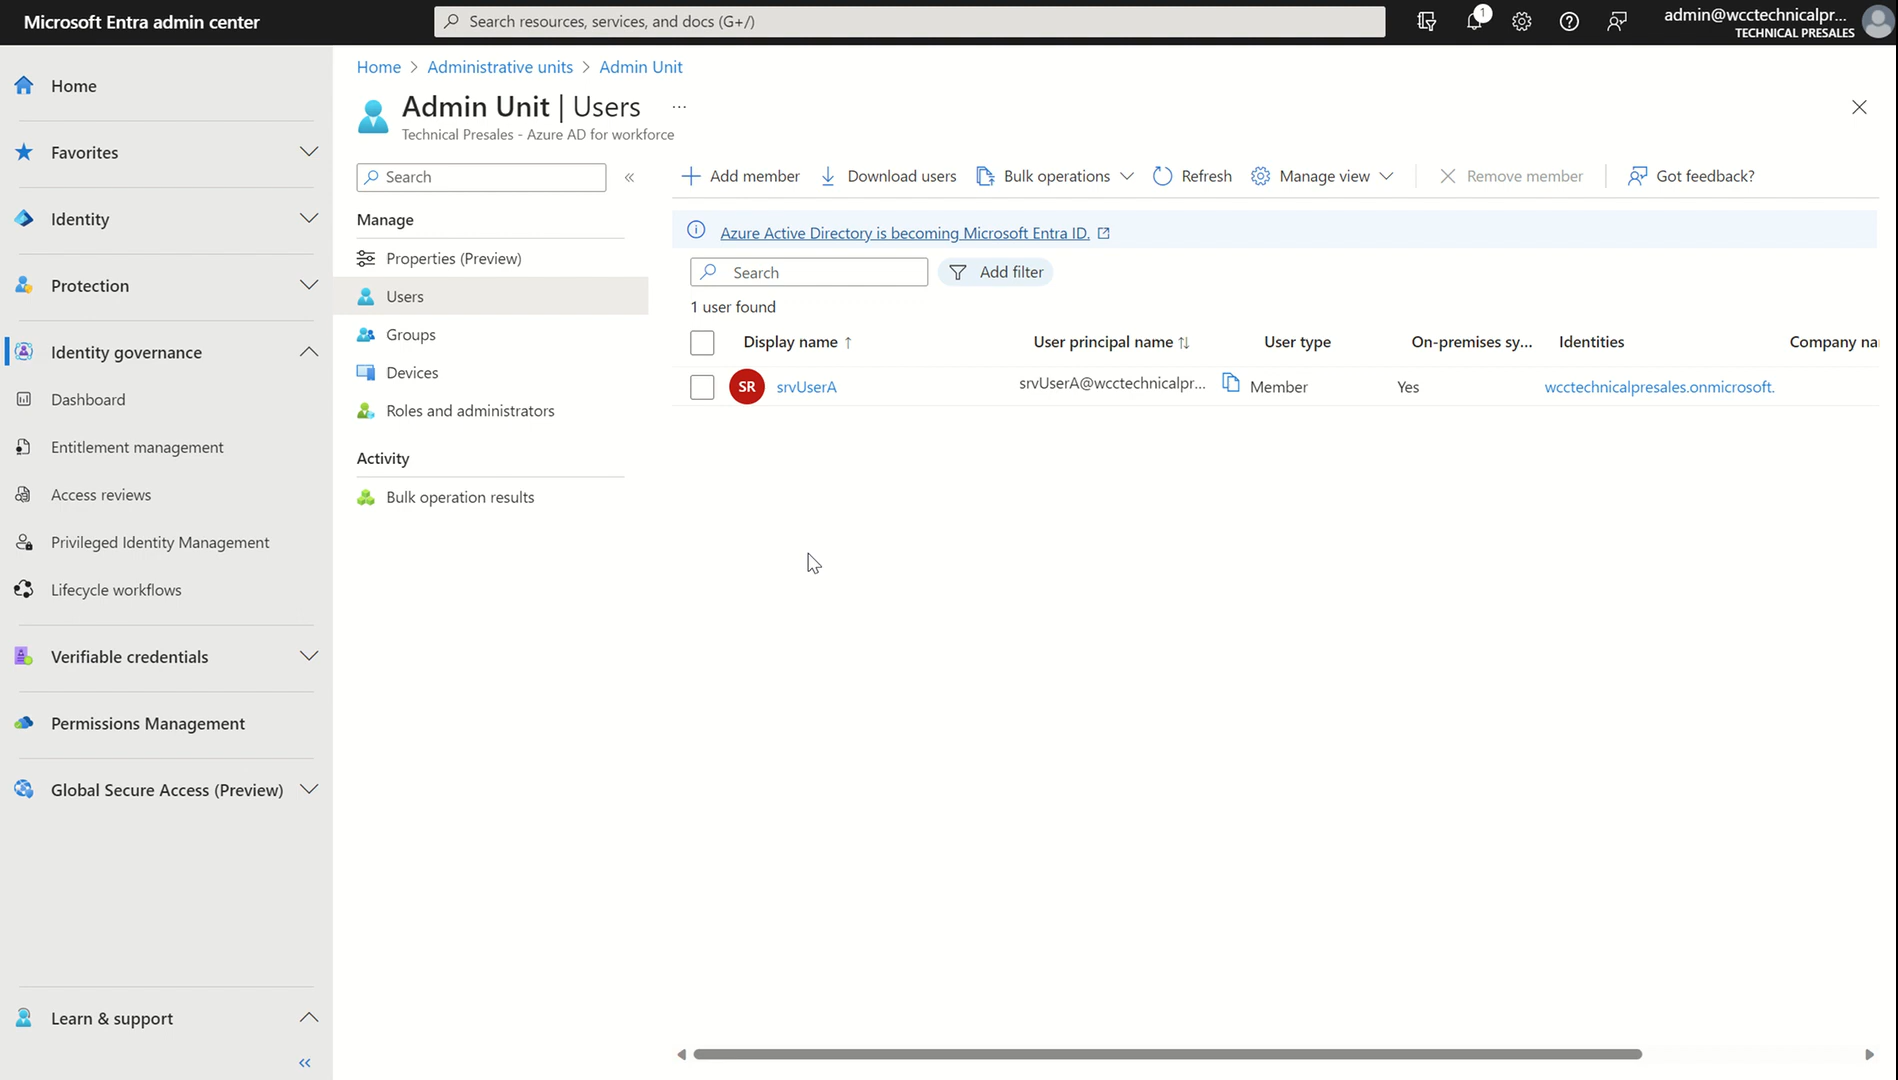 Microsoft Entra admin center
Search resources, services, and docs (G+/)
1
admin@wcctechnicalpr...
TECHNICAL PRESALES
Home
Favorites
Identity
Protection
Identity governance
Dashboard
Entitlement management
Access reviews
Privileged Identity Management
Lifecycle workflows
Verifiable credentials
Permissions Management
Global Secure Access (Preview)
Learn & support
Home > Administrative units > Admin Unit
Admin Unit | Users ...
Technical Presales - Azure AD for workforce
Search
Manage
Properties (Preview)
Users
Groups
Devices
Roles and administrators
Activity
Bulk operation results
Add member Download users Bulk operations Refresh Manage view Remove member Got feedback?
Azure Active Directory is becoming Microsoft Entra ID.
Search Add filter
1 user found
Display name ↑ User principal name ↑↓ User type On-premises sy... Identities Company na
SR srvUserA srvUserA@wcctechnicalpr... Member Yes wcctechnicalpresales.onmicrosoft.